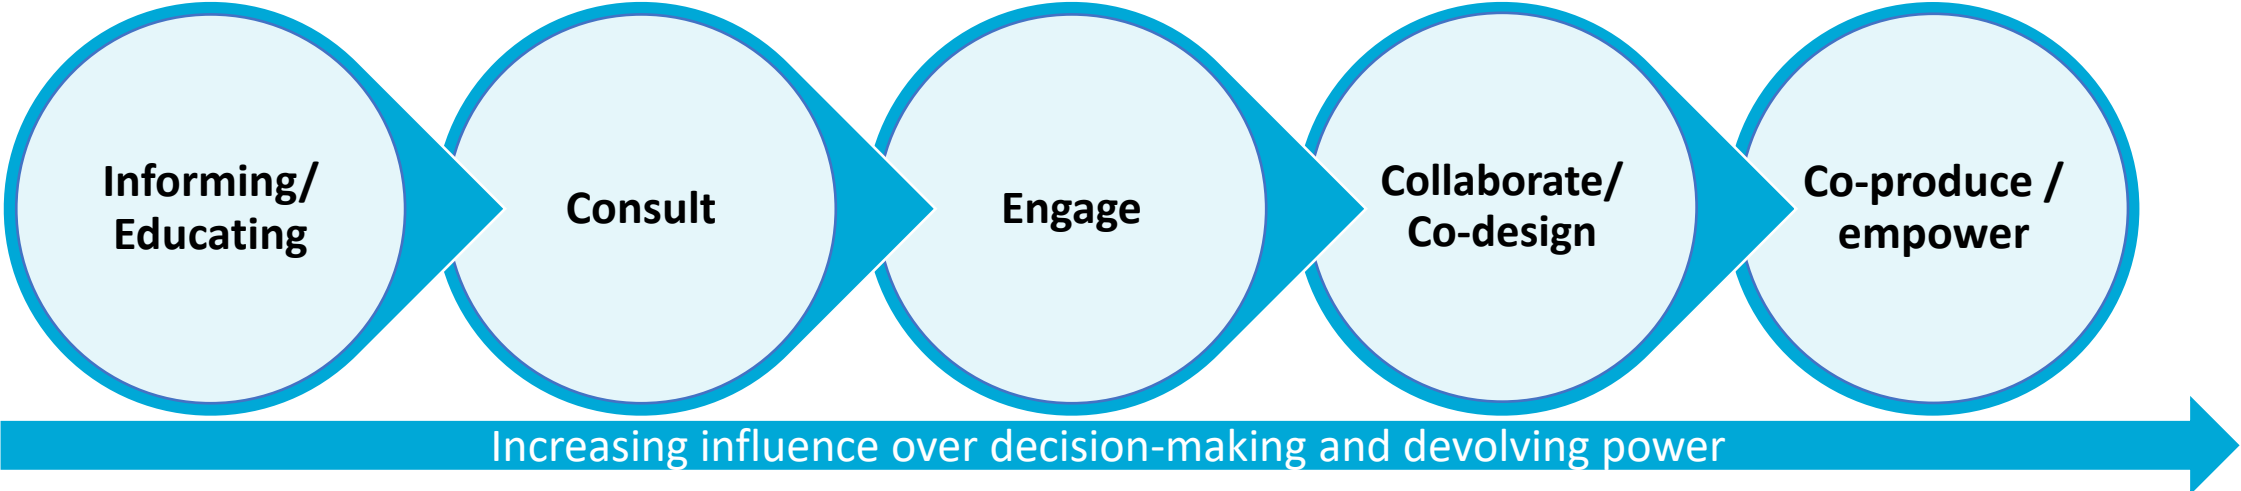 Informing/
Educating
Consult
Engage
Collaborate/
Co-design
Co-produce /
empower
Increasing influence over decision-making and devolving power